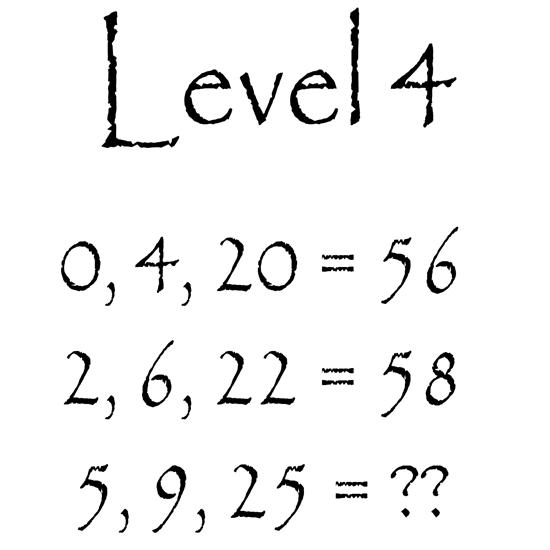 Level 4
0, 4, 20 = 56
2, 6, 22 = 58
5, 9, 25 = ??